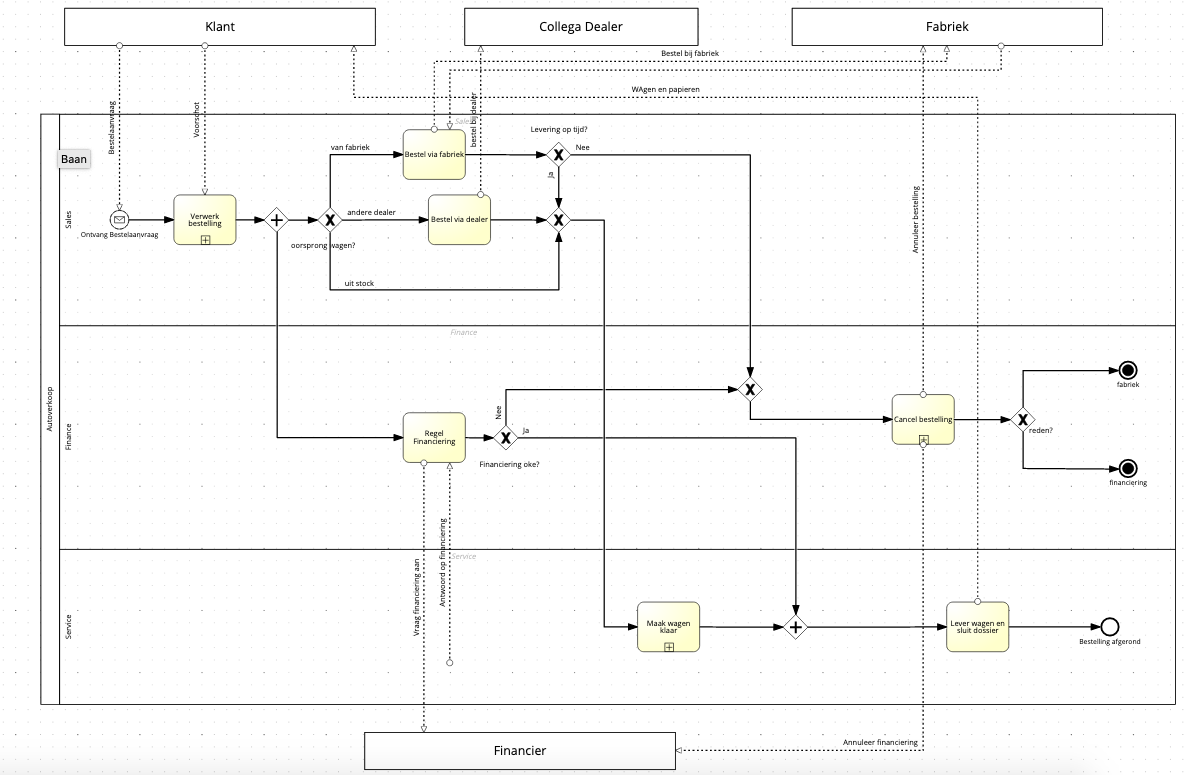 Klant
Collega Dealer
Fabriek
Bestel bij fabriek
WAgen en papieren
Bestelaanvraag
Voorschot
bestel bij dealer
Sales
Levering op tijd?
van fabriek
Bestel via fabriek
Nee
Baan
Ja
Annuleer bestelling
Sales
Verwerk
bestelling
andere dealer
Bestel via dealer
Ontvang Bestelaanvraag
oorsprong wagen?
uit stock
Finance
fabriek
Autoverkoop
Finance
Nee
Regel
Financiering
Ja
Cancel bestelling
reden?
Financiering oke?
financiering
Antwoord op financiering
Service
Vraag financiering aan
Service
Maak wagen
klaar
Lever wagen en
sluit dossier
Bestelling afgerond
Annuleer financiering
Financier